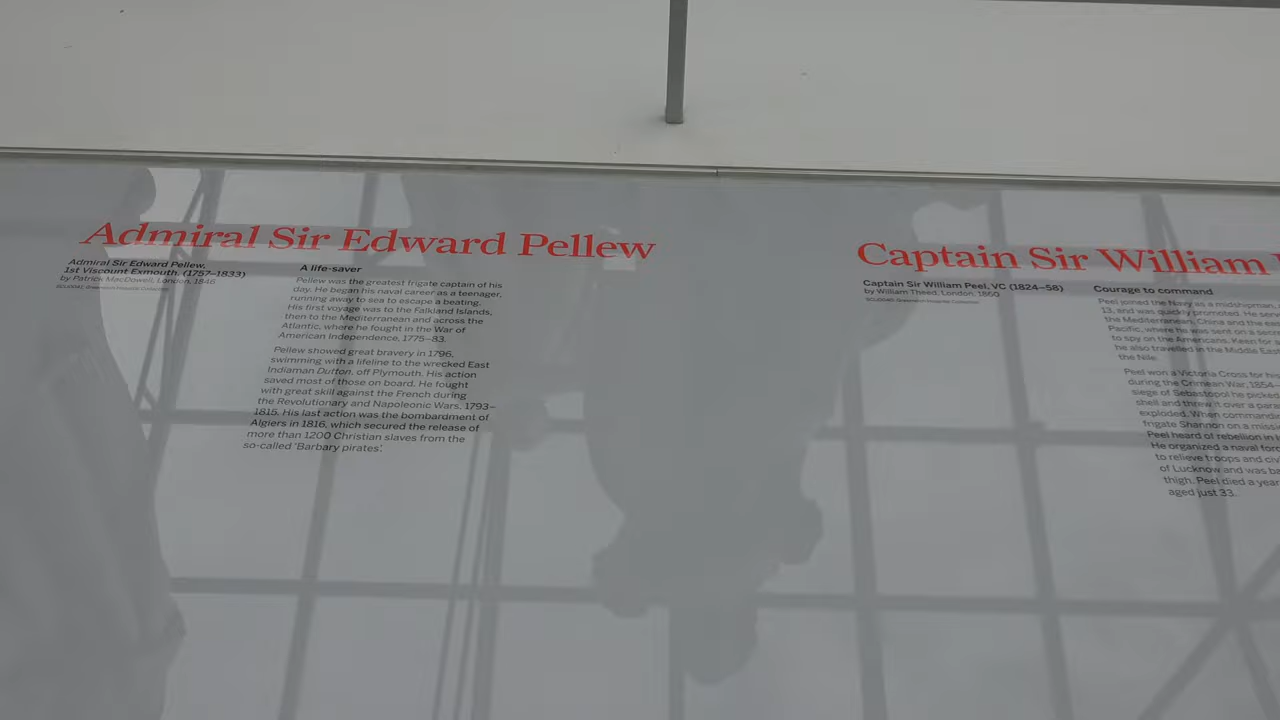 Admiral Sir Edward Pellew
Admiral Sir Edward Pellew,
1st Viscount Exmouth, (1757–1833)
by Patrick MacDowell, London, 1846
A life-saver
Pellew was the greatest frigate captain of his
day. He began his naval career as a teenager,
running away to sea to escape a beating.
His first voyage was to the Falkland Islands,
then to the Mediterranean and across the
Atlantic, where he fought in the War of
American Independence, 1775–83.
Pellew showed great bravery in 1796,
swimming with a lifeline to the wrecked East
Indiaman Dutton, off Plymouth. His action
saved most of those on board. He fought
with great skill against the French during
the Revolutionary and Napoleonic Wars, 1793–
1815. His last action was the bombardment of
Algiers in 1816, which secured the release of
more than 1200 Christian slaves from the
so-called 'Barbary pirates'.
Captain Sir William
Captain Sir William Peel, VC (1824–58)
by William Theed, London, 1860
Courage to command
Peel joined the Navy as a midshipman,
13, and was quickly promoted. He
the Mediterranean, China and the
Pacific, where he was sent on a
to spy on the Americans. Keen for
he also travelled in the Middle
the Nile.
Peel won a Victoria Cross for his
during the Crimean War, 1854–
siege of Sebastopol he picked
shell and threw it over a
exploded. When
frigate Shannon on a
Peel heard of rebellion in
He organized a naval
to relieve troops and
of Lucknow and was
thigh. Peel died a year
aged just 33.